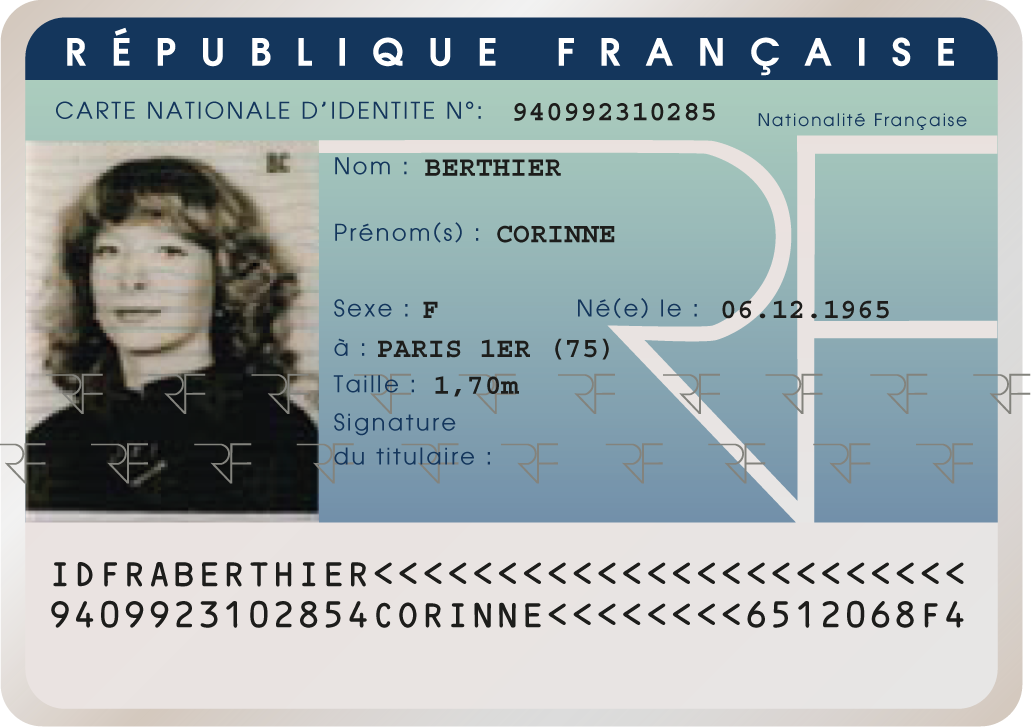 RÉPUBLIQUE FRANÇAISE
CARTE NATIONALE D'IDENTITE N°: 940992310285
Nationalité Française
Nom : BERTHIER
Prénom(s) : CORINNE
Sexe : F Né(e) le : 06.12.1965
à : PARIS 1ER (75)
Taille : 1,70m
Signature
du titulaire :
IDFRABERTHIER<<<<<<<<<<<<<<<<<<<<<<<
9409923102854CORINNE<<<<<<<<6512068F4